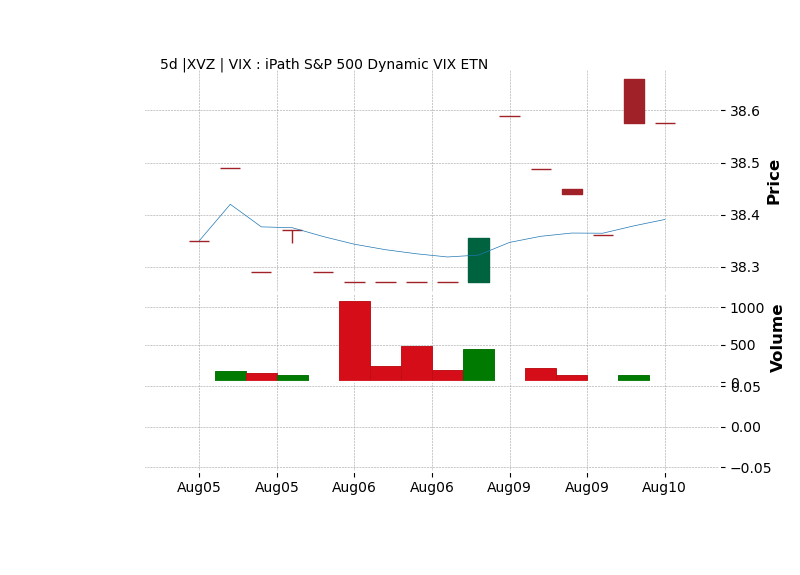 5d |XVZ | VIX : iPath S&P 500 Dynamic VIX ETN
38.6
38.5
38.4
38.3
Price
1000
500
0
Volume
0.05
0.00
−0.05
Aug05 Aug05 Aug06 Aug06 Aug09 Aug09 Aug10